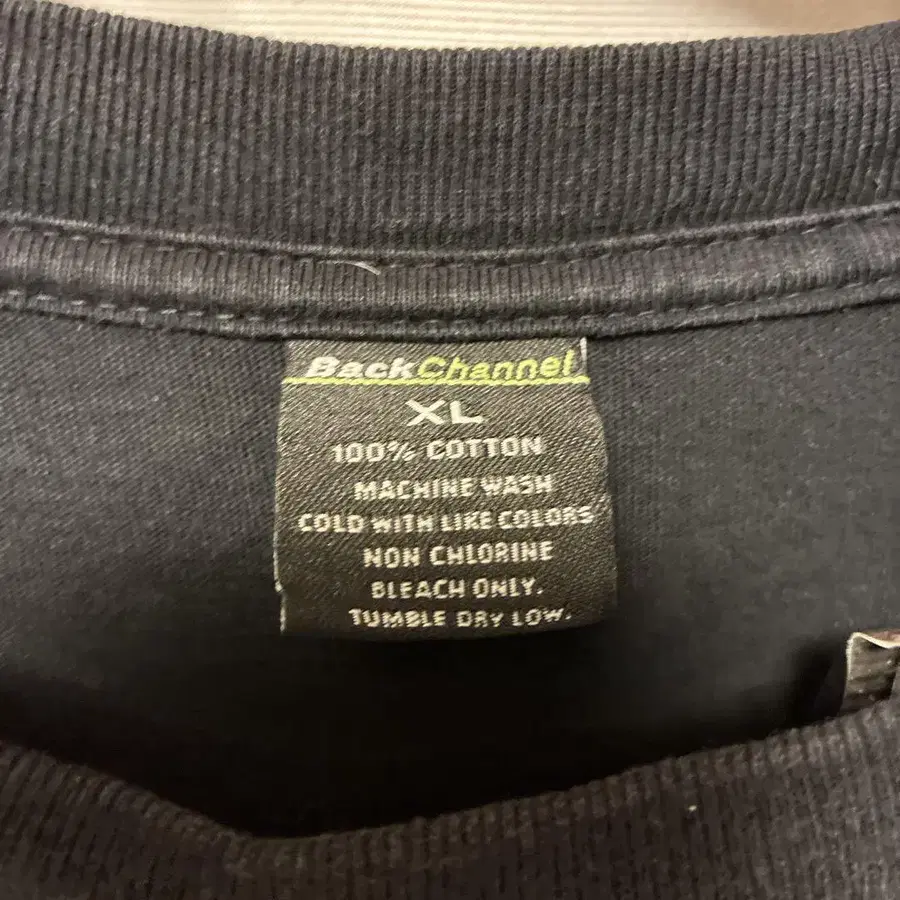 BackChannel
XL
100% COTTON
MACHINE WASH
COLD WITH LIKE COLORS
NON CHLORINE
BLEACH ONLY.
TUMBLE DRY LOW.